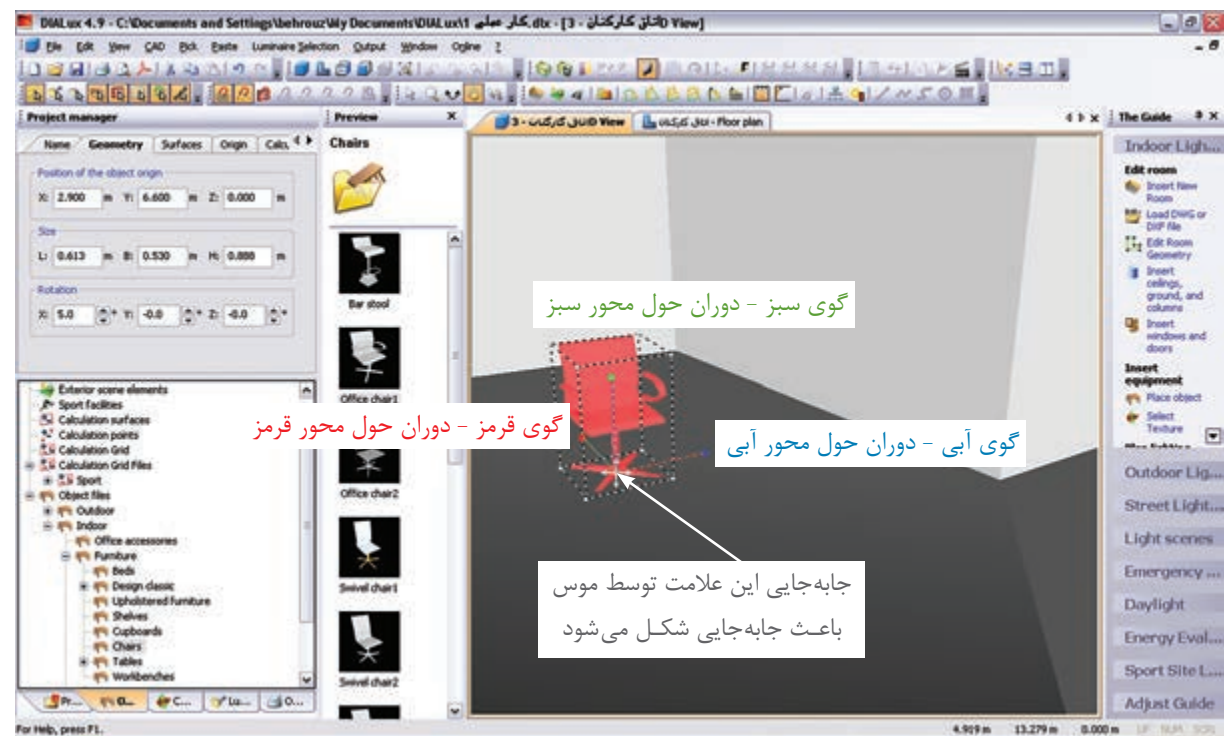 DIALux 4.9 - C:\Documents and Settings\behrouz\My Documents\DIALux\1 کار عملی.dlx - [3 - اتاق کارکنان D View]
File Edit View CAD Pick Paste Luminaire Selection Output Window Online ?
Project manager
Name Geometry Surfaces Origin Calc.
Position of the object origin
X: 2.900 m Y: 6.600 m Z: 0.000 m
Size
L: 0.613 m B: 0.530 m H: 0.888 m
Rotation
X: 5.0 ° Y: -0.0 ° Z: -0.0 °
Exterior scene elements
Sport facilities
Calculation surfaces
Calculation points
Calculation Grid
Calculation Grid Files
Sport
Object files
Outdoor
Indoor
Office accessories
Furniture
Beds
Design classic
Upholstered furniture
Shelves
Cupboards
Chairs
Tables
Workbenches
Pr... O... C... Lu... O...
For Help, press F1.
Preview
Chairs
Bar stool
Office chair1
Office chair2
Swivel chair1
Swivel chair2
3 - اتاق کارکنان D View
اتاق کارکنان - Floor plan
گوی سبز - دوران حول محور سبز
گوی قرمز - دوران حول محور قرمز
گوی آبی - دوران حول محور آبی
جابه‌جایی این علامت توسط موس
باعث جابه‌جایی شکل می‌شود
The Guide
Indoor Ligh...
Edit room
Insert New
Room
Load DWG or
DXF file
Edit Room
Geometry
Insert
ceilings,
ground, and
columns
Insert
windows and
doors
Insert
equipment
Place object
Select
Texture
Outdoor Lig...
Street Light...
Light scenes
Emergency ...
Daylight
Energy Eval...
Sport Site L...
Adjust Guide
4.919 m 13.279 m 0.000 m UF NUM SCRL